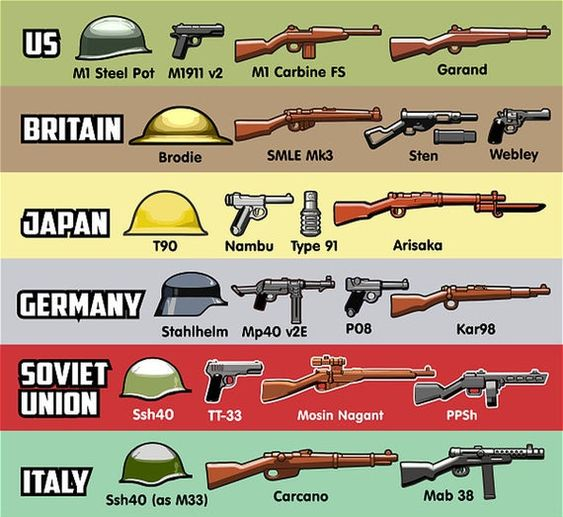 US
M1 Steel Pot M1911 v2 M1 Carbine FS Garand
BRITAIN
Brodie SMLE Mk3 Sten Webley
JAPAN
T90 Nambu Type 91 Arisaka
GERMANY
Stahlhelm Mp40 v2E P08 Kar98
SOVIET
UNION
Ssh40 TT-33 Mosin Nagant PPSh
ITALY
Ssh40 (as M33) Carcano Mab 38